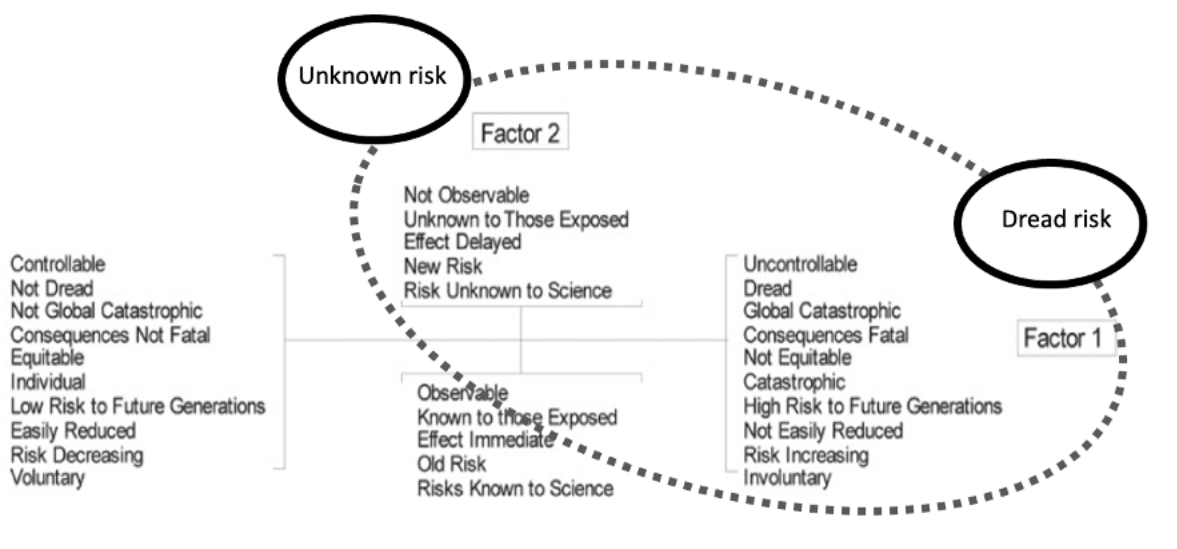 Unknown risk
Factor 2
Not Observable
Unknown to Those Exposed
Effect Delayed
New Risk
Risk Unknown to Science
Dread risk
Factor 1
Controllable
Not Dread
Not Global Catastrophic
Consequences Not Fatal
Equitable
Individual
Low Risk to Future Generations
Easily Reduced
Risk Decreasing
Voluntary
Observable
Known to those Exposed
Effect Immediate
Old Risk
Risks Known to Science
Uncontrollable
Dread
Global Catastrophic
Consequences Fatal
Not Equitable
Catastrophic
High Risk to Future Generations
Not Easily Reduced
Risk Increasing
Involuntary